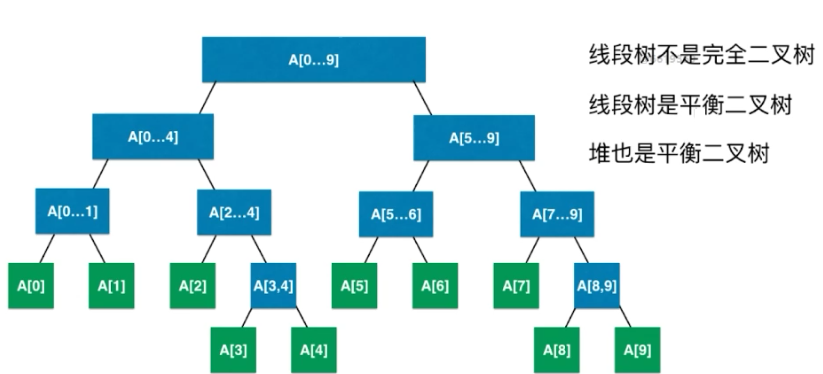 A[0…9]
线段树不是完全二叉树
线段树是平衡二叉树
堆也是平衡二叉树
A[0…4]
A[5…9]
A[0…1]
A[2…4]
A[5…6]
A[7…9]
A[0]
A[1]
A[2]
A[3,4]
A[5]
A[6]
A[7]
A[8,9]
A[3]
A[4]
A[8]
A[9]